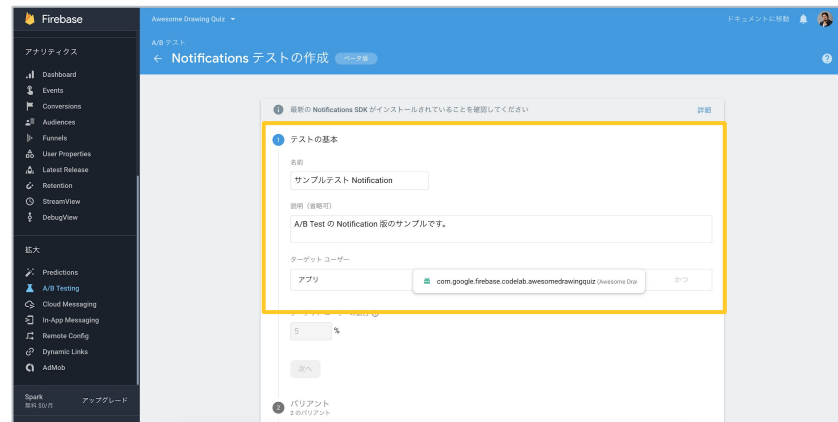 Firebase
アナリティクス
Dashboard
Events
Conversions
Audiences
Funnels
User Properties
Latest Release
Retention
StreamView
DebugView
拡大
Predictions
A/B Testing
Cloud Messaging
In-App Messaging
Remote Config
Dynamic Links
AdMob
Spark
無料 $0/月
アップグレード
Awesome Drawing Quiz
ドキュメントに移動
A/B テスト
← Notifications テストの作成 ベータ版
最新の Notifications SDK がインストールされていることを確認してください 詳細
1 テストの基本
名前
サンプルテスト Notification
説明（省略可）
A/B Test の Notification 版のサンプルです。
ターゲット ユーザー
アプリ
com.google.firebase.codelab.awesomedrawingquiz (Awesome Drav
かつ
5 %
次へ
2 バリアント
2 のバリアント